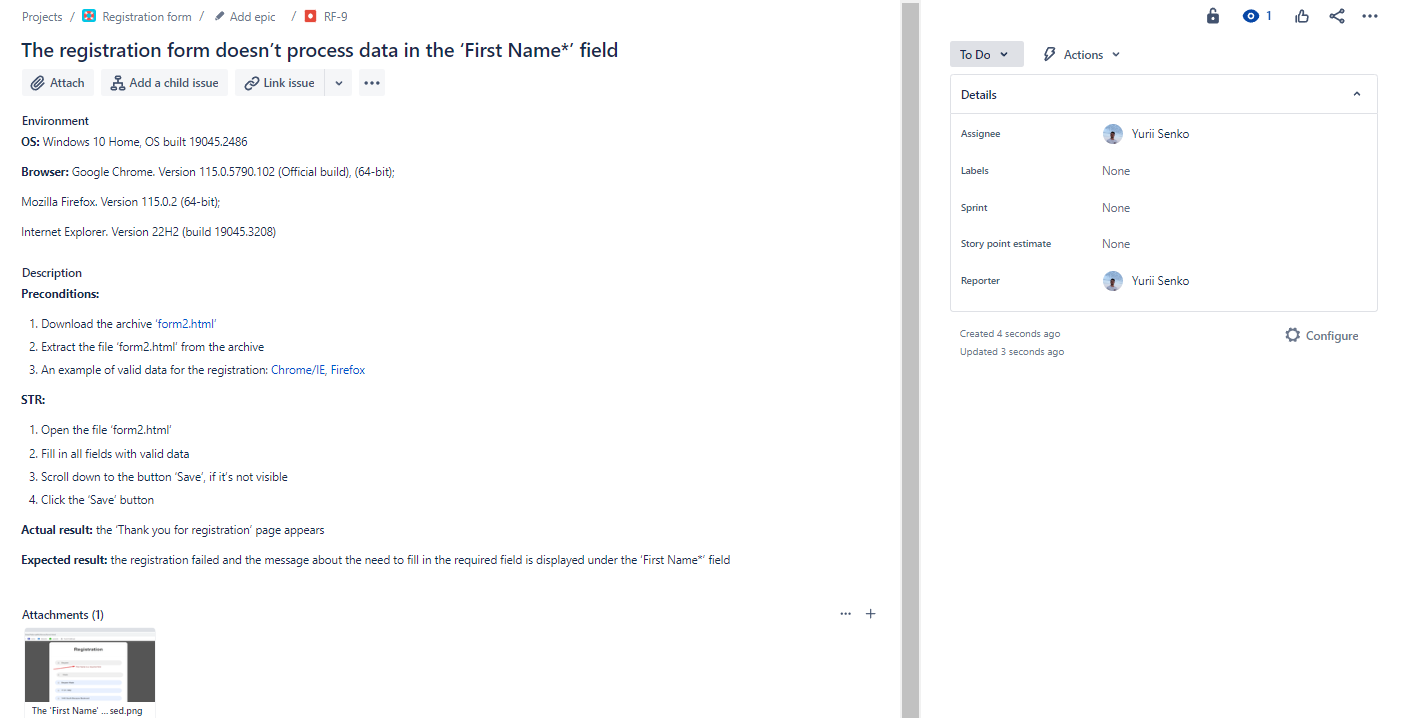 Projects / Registration form / Add epic / RF-9
The registration form doesn’t process data in the ‘First Name*’ field
Attach
Add a child issue
Link issue
Environment
OS: Windows 10 Home, OS built 19045.2486
Browser: Google Chrome. Version 115.0.5790.102 (Official build), (64-bit);
Mozilla Firefox. Version 115.0.2 (64-bit);
Internet Explorer. Version 22H2 (build 19045.3208)
Description
Preconditions:
1. Download the archive ‘form2.html’
2. Extract the file ‘form2.html’ from the archive
3. An example of valid data for the registration: Chrome/IE, Firefox
STR:
1. Open the file ‘form2.html’
2. Fill in all fields with valid data
3. Scroll down to the button ‘Save’, if it’s not visible
4. Click the ‘Save’ button
Actual result: the ‘Thank you for registration’ page appears
Expected result: the registration failed and the message about the need to fill in the required field is displayed under the ‘First Name*’ field
Attachments (1)
Registration
The 'First Name' ... sed.png
1
To Do
Actions
Details
Assignee Yurii Senko
Labels None
Sprint None
Story point estimate None
Reporter Yurii Senko
Created 4 seconds ago
Updated 3 seconds ago
Configure